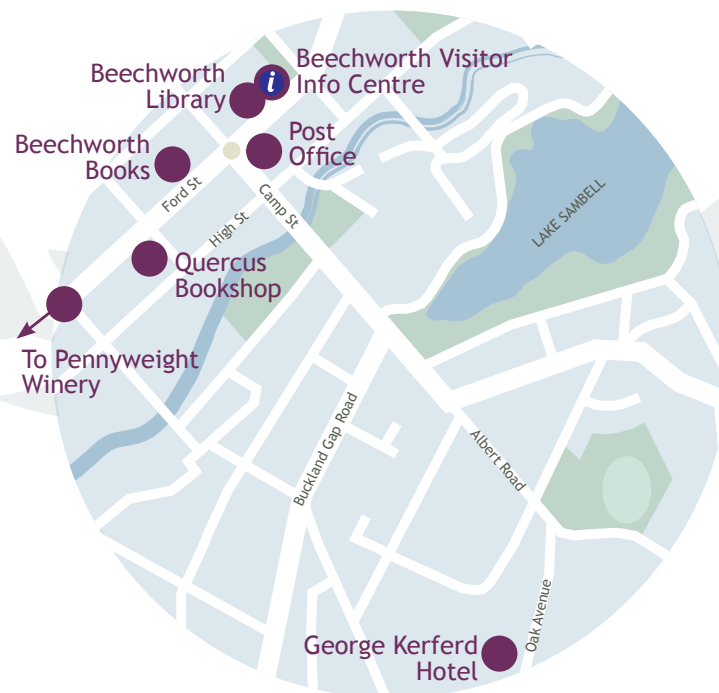 Beechworth Visitor
Info Centre
i
Beechworth
Library
Post
Office
Beechworth
Books
Ford St
Camp St
High St
LAKE SAMBELL
Quercus
Bookshop
To Pennyweight
Winery
Buckland Gap Road
Albert Road
Oak Avenue
George Kerferd
Hotel